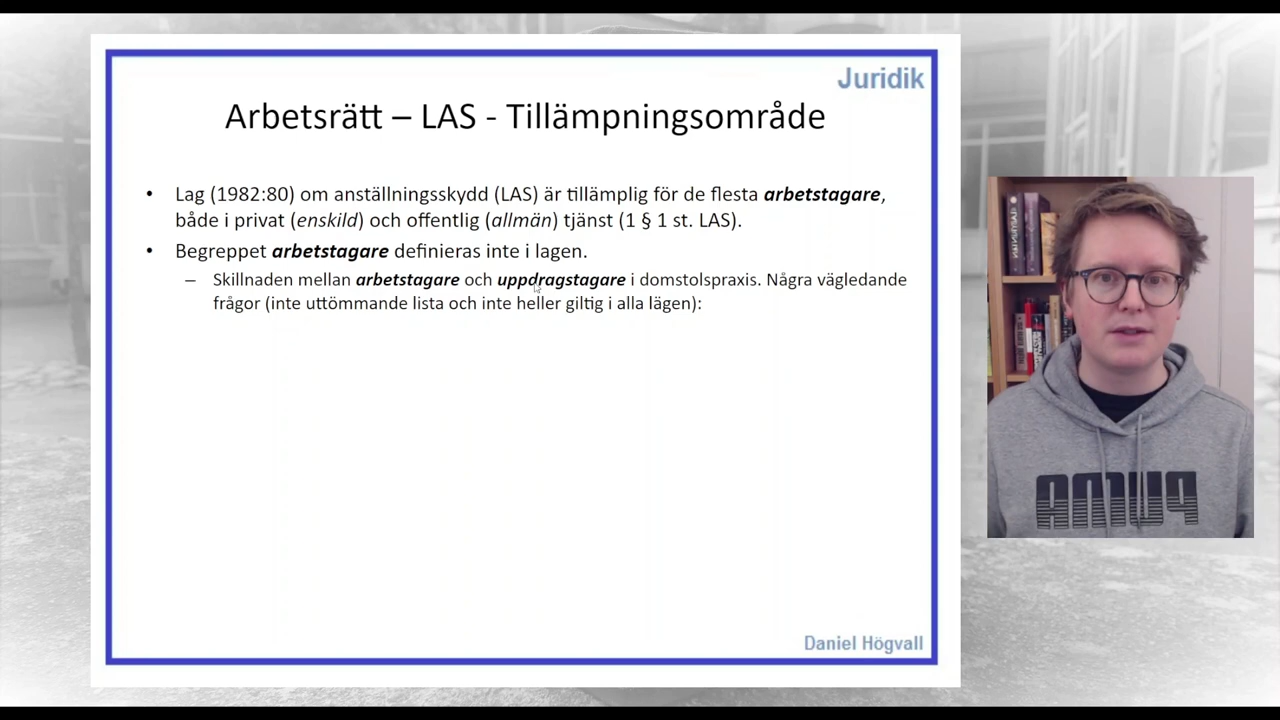 Juridik
Arbetsrätt – LAS - Tillämpningsområde
• Lag (1982:80) om anställningsskydd (LAS) är tillämplig för de flesta arbetstagare,
både i privat (enskild) och offentlig (allmän) tjänst (1 § 1 st. LAS).
• Begreppet arbetstagare definieras inte i lagen.
– Skillnaden mellan arbetstagare och uppdragstagare i domstolspraxis. Några vägledande
frågor (inte uttömmande lista och inte heller giltig i alla lägen):
Daniel Högvall